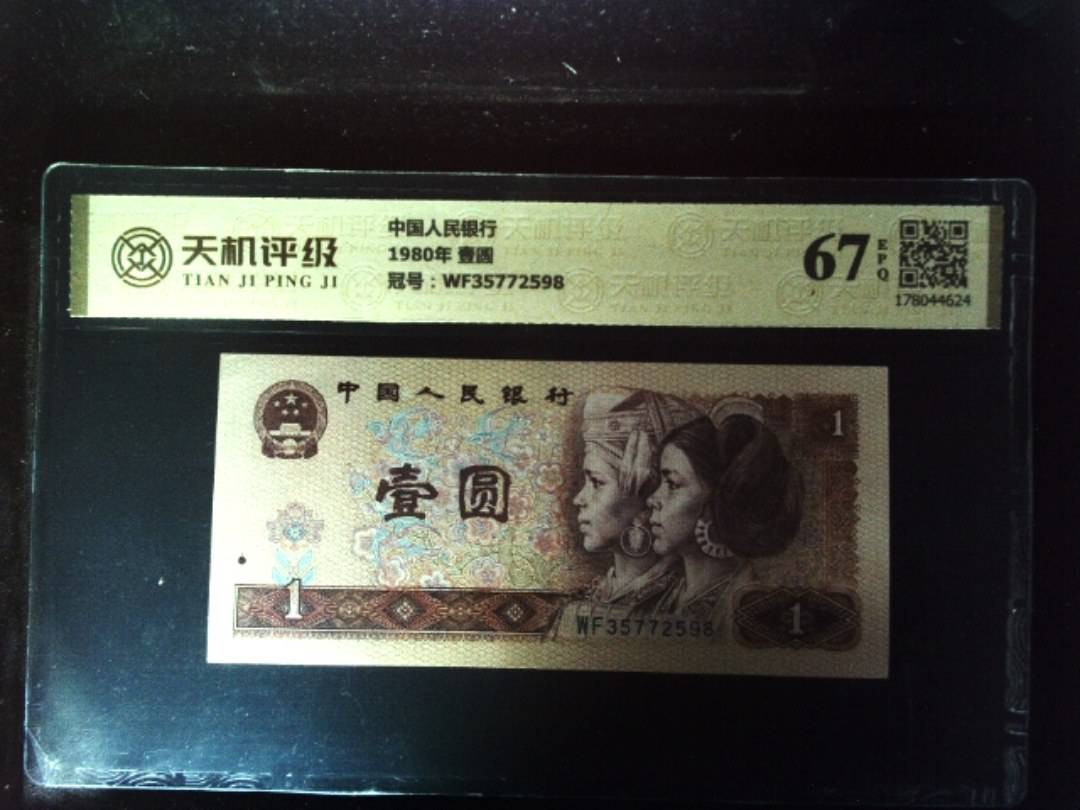 天机评级
TIAN JI PING JI
中国人民银行
1980年 壹圆
冠号：WF35772598
67
EPQ
178044624
中国人民银行
1
壹圆
1
WF35772598
1